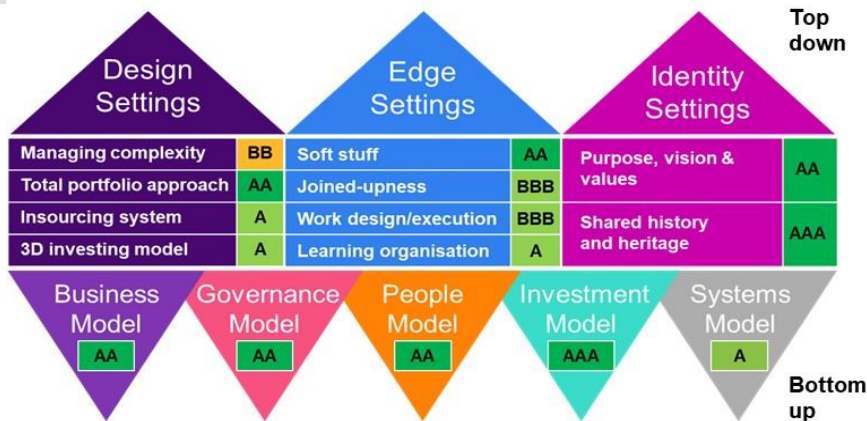 Top
down
Design
Settings
Edge
Settings
Identity
Settings
Managing complexity BB
Total portfolio approach AA
Insourcing system A
3D investing model A
Soft stuff AA
Joined-upness BBB
Work design/execution BBB
Learning organisation A
Purpose, vision &
values AA
Shared history
and heritage AAA
Business
Model
AA
Governance
Model
AA
People
Model
AA
Investment
Model
AAA
Systems
Model
A
Bottom
up